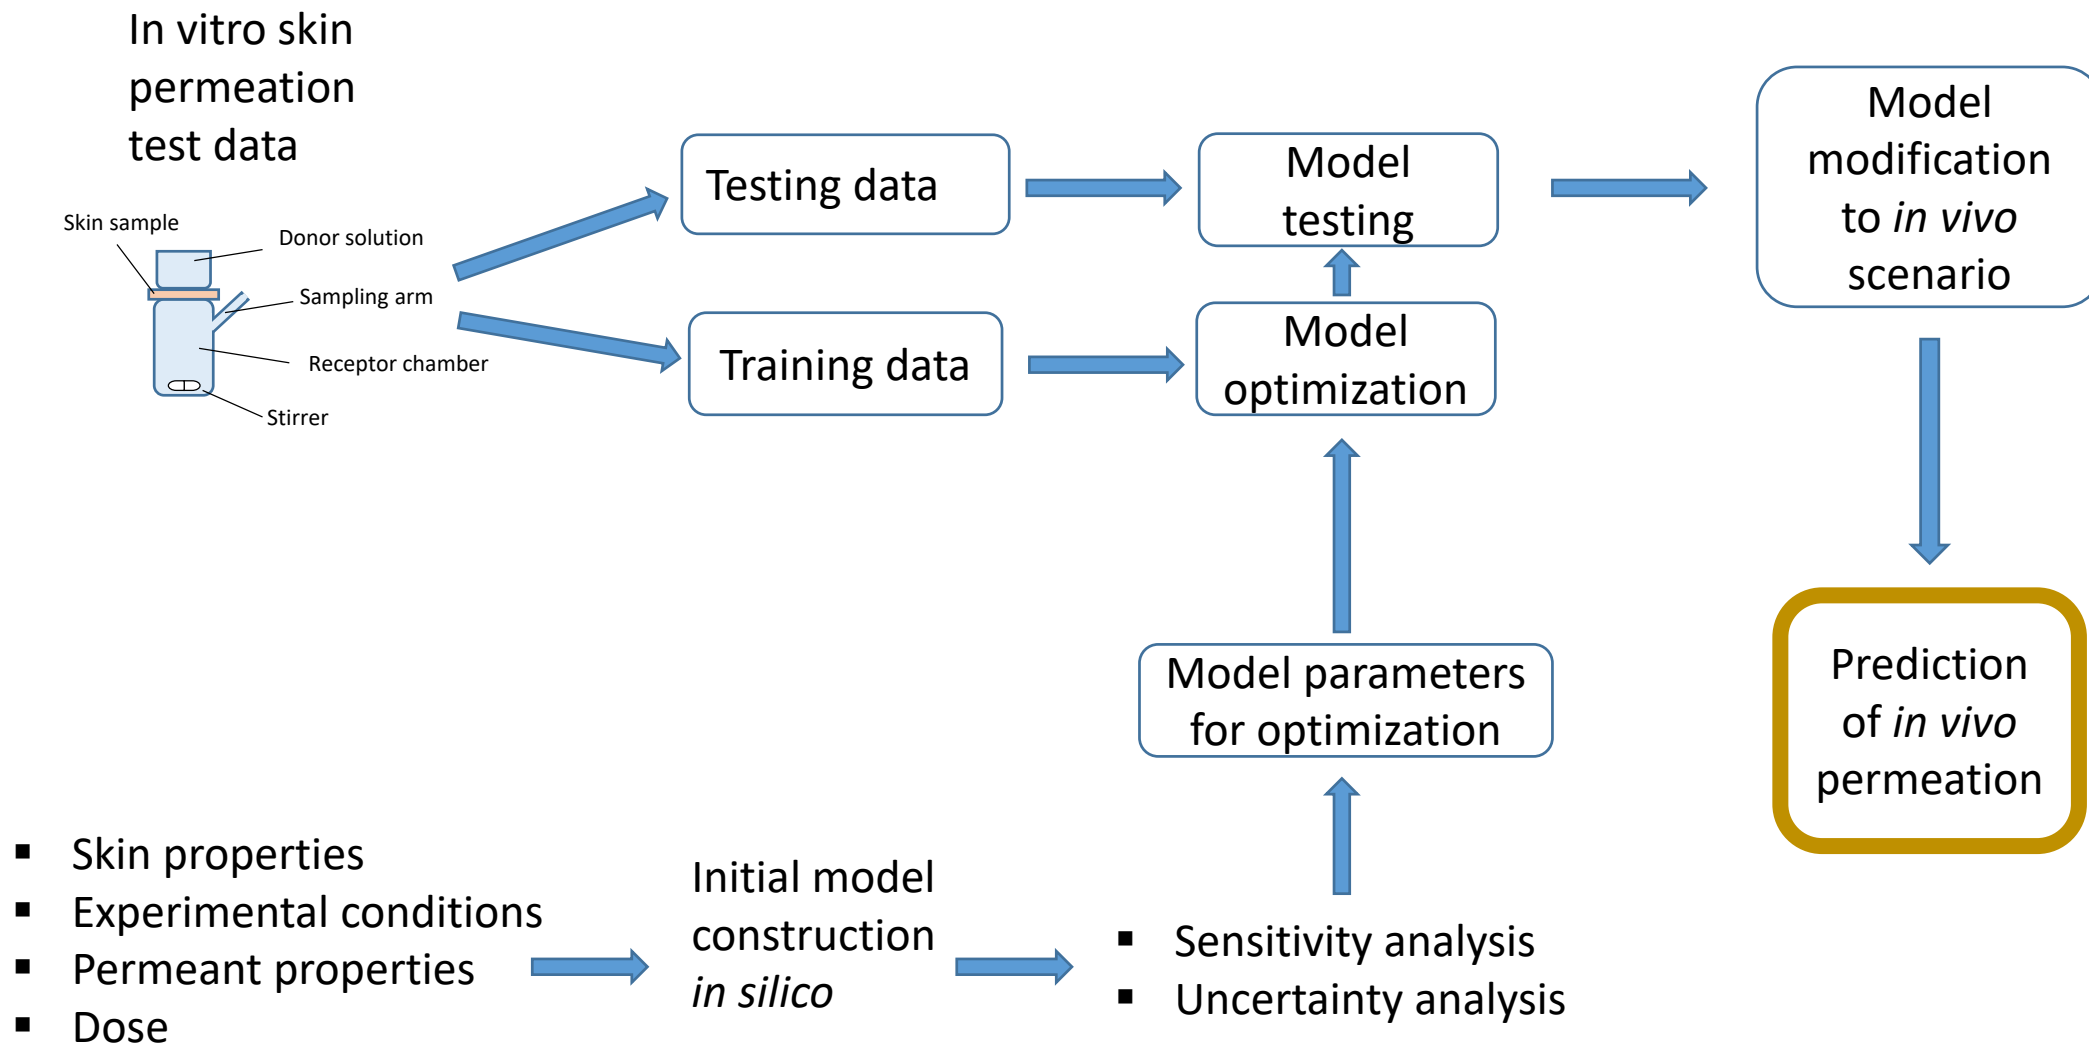 In vitro skin
permeation
test data
Skin sample
Donor solution
Sampling arm
Receptor chamber
Stirrer
Testing data
Training data
Model
testing
Model
optimization
Model
modification
to in vivo
scenario
Model parameters
for optimization
Prediction
of in vivo
permeation
▪ Skin properties
▪ Experimental conditions
▪ Permeant properties
▪ Dose
Initial model
construction
in silico
▪ Sensitivity analysis
▪ Uncertainty analysis